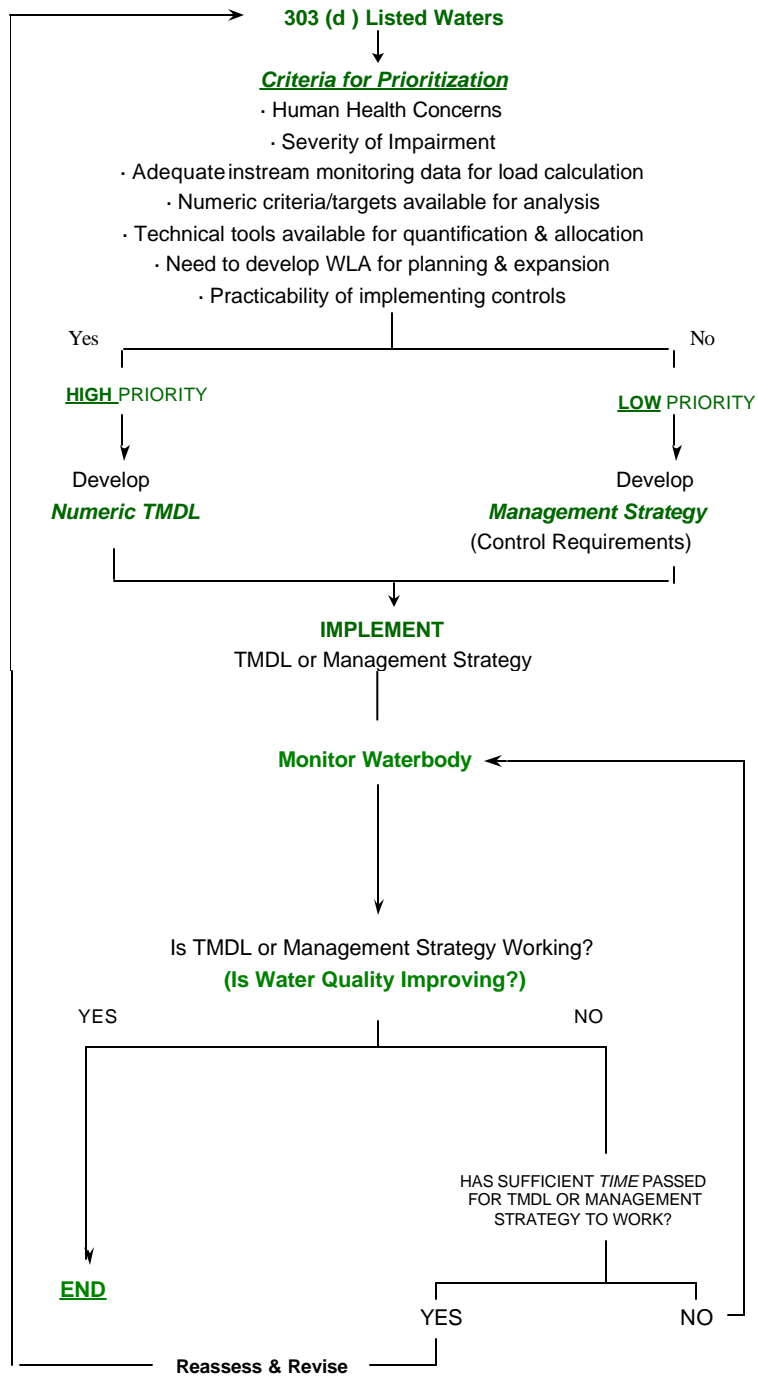 303 (d ) Listed Waters
Criteria for Prioritization
· Human Health Concerns
· Severity of Impairment
· Adequate instream monitoring data for load calculation
· Numeric criteria/targets available for analysis
· Technical tools available for quantification & allocation
· Need to develop WLA for planning & expansion
· Practicability of implementing controls
Yes
No
HIGH PRIORITY
LOW PRIORITY
Develop
Numeric TMDL
Develop
Management Strategy
(Control Requirements)
IMPLEMENT
TMDL or Management Strategy
Monitor Waterbody
Is TMDL or Management Strategy Working?
(Is Water Quality Improving?)
YES
NO
HAS SUFFICIENT TIME PASSED
FOR TMDL OR MANAGEMENT
STRATEGY TO WORK?
END
YES
NO
Reassess & Revise